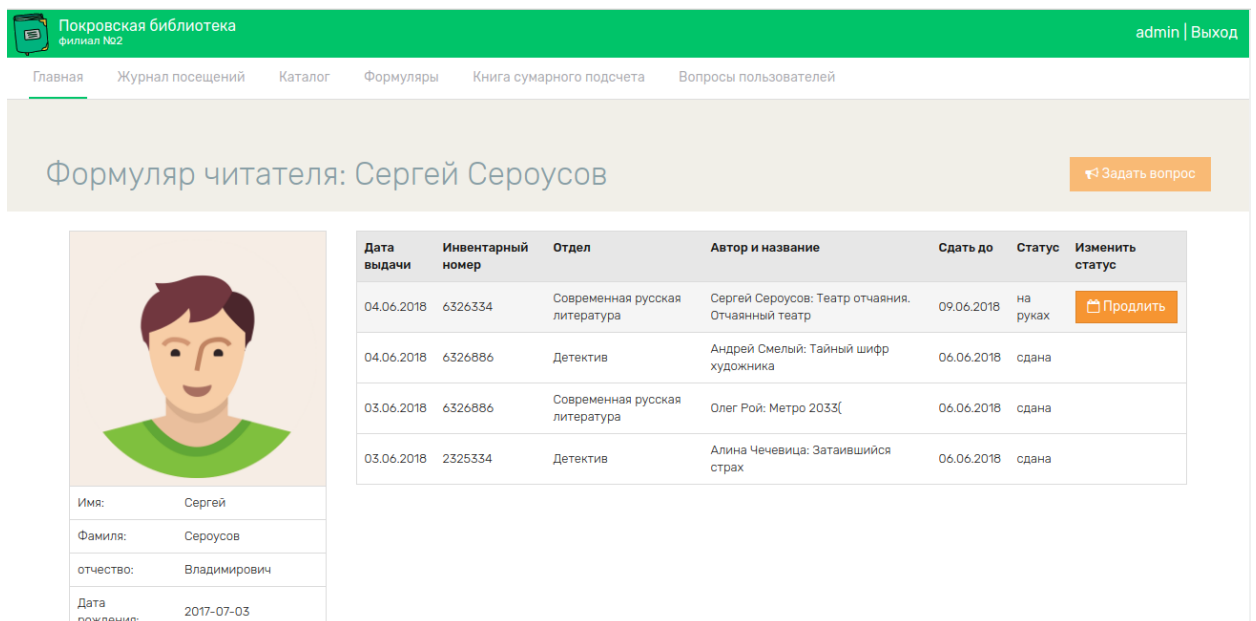 Покровская библиотека
филиал №2
admin | Выход
Главная Журнал посещений Каталог Формуляры Книга сумарного подсчета Вопросы пользователей
Формуляр читателя: Сергей Сероусов
Задать вопрос
Дата выдачи Инвентарный номер Отдел Автор и название Сдать до Статус Изменить статус
04.06.2018 6326334 Современная русская литература Сергей Сероусов: Театр отчаяния. Отчаянный театр 09.06.2018 на руках Продлить
04.06.2018 6326886 Детектив Андрей Смелый: Тайный шифр художника 06.06.2018 сдана
03.06.2018 6326886 Современная русская литература Олег Рой: Метро 2033( 06.06.2018 сдана
03.06.2018 2325334 Детектив Алина Чечевица: Затаившийся страх 06.06.2018 сдана
Имя: Сергей
Фамиля: Сероусов
отчество: Владимирович
Дата рождения: 2017-07-03